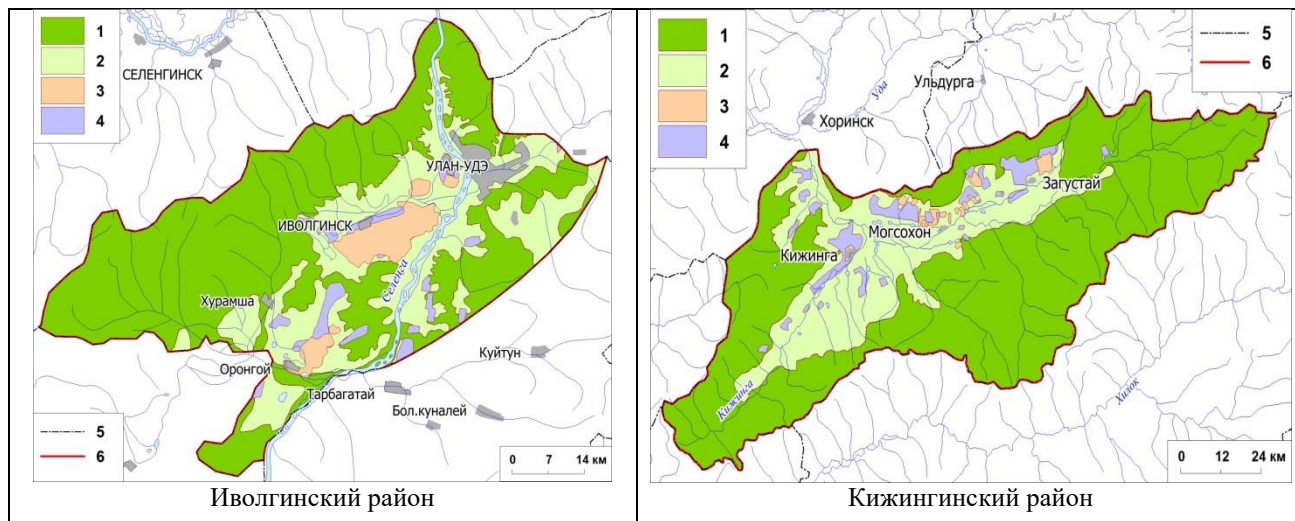 1
2
3
4
СЕЛЕНГИНСК
УЛАН-УДЭ
ИВОЛГИНСК
Селенга
Хурамша
Оронгой
Тарбагатай
Куйтун
Бол.куналей
5
6
0 7 14 км
Иволгинский район
1
2
3
4
5
6
Ульдурга
Уда
Хоринск
Загустай
Могсохон
Кижинга
Кижинга
Хилок
0 12 24 км
Кижингинский район